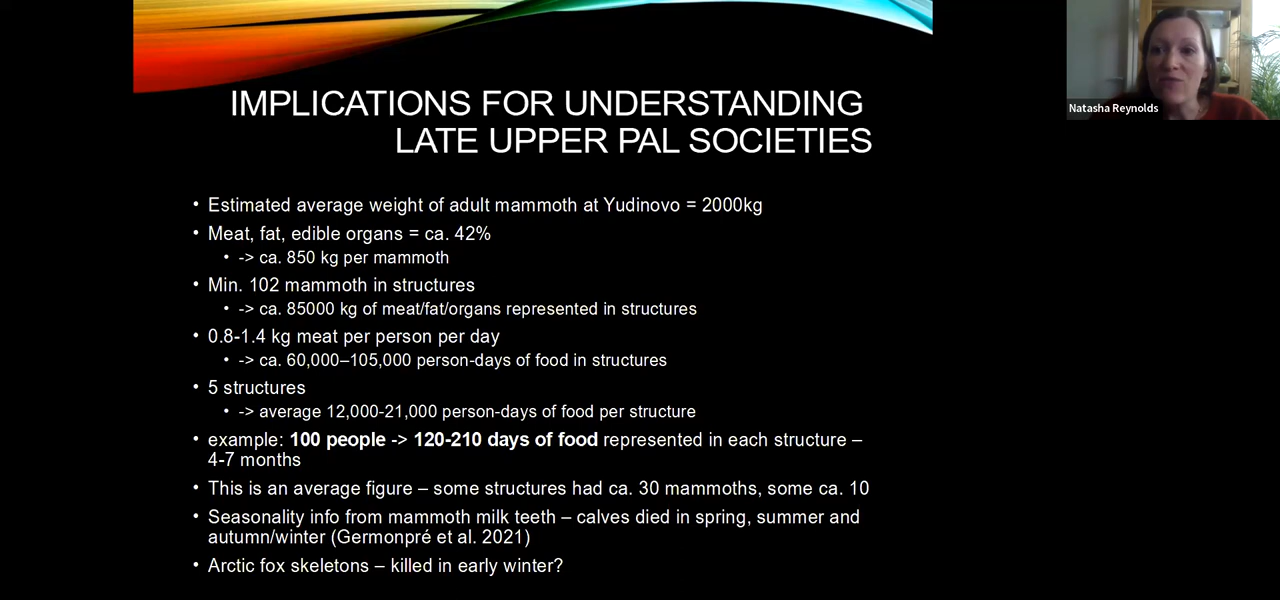 IMPLICATIONS FOR UNDERSTANDING
LATE UPPER PAL SOCIETIES
Natasha Reynolds
• Estimated average weight of adult mammoth at Yudinovo = 2000kg
• Meat, fat, edible organs = ca. 42%
• -> ca. 850 kg per mammoth
• Min. 102 mammoth in structures
• -> ca. 85000 kg of meat/fat/organs represented in structures
• 0.8-1.4 kg meat per person per day
• -> ca. 60,000–105,000 person-days of food in structures
• 5 structures
• -> average 12,000-21,000 person-days of food per structure
• example: 100 people -> 120-210 days of food represented in each structure –
4-7 months
• This is an average figure – some structures had ca. 30 mammoths, some ca. 10
• Seasonality info from mammoth milk teeth – calves died in spring, summer and
autumn/winter (Germonpré et al. 2021)
• Arctic fox skeletons – killed in early winter?